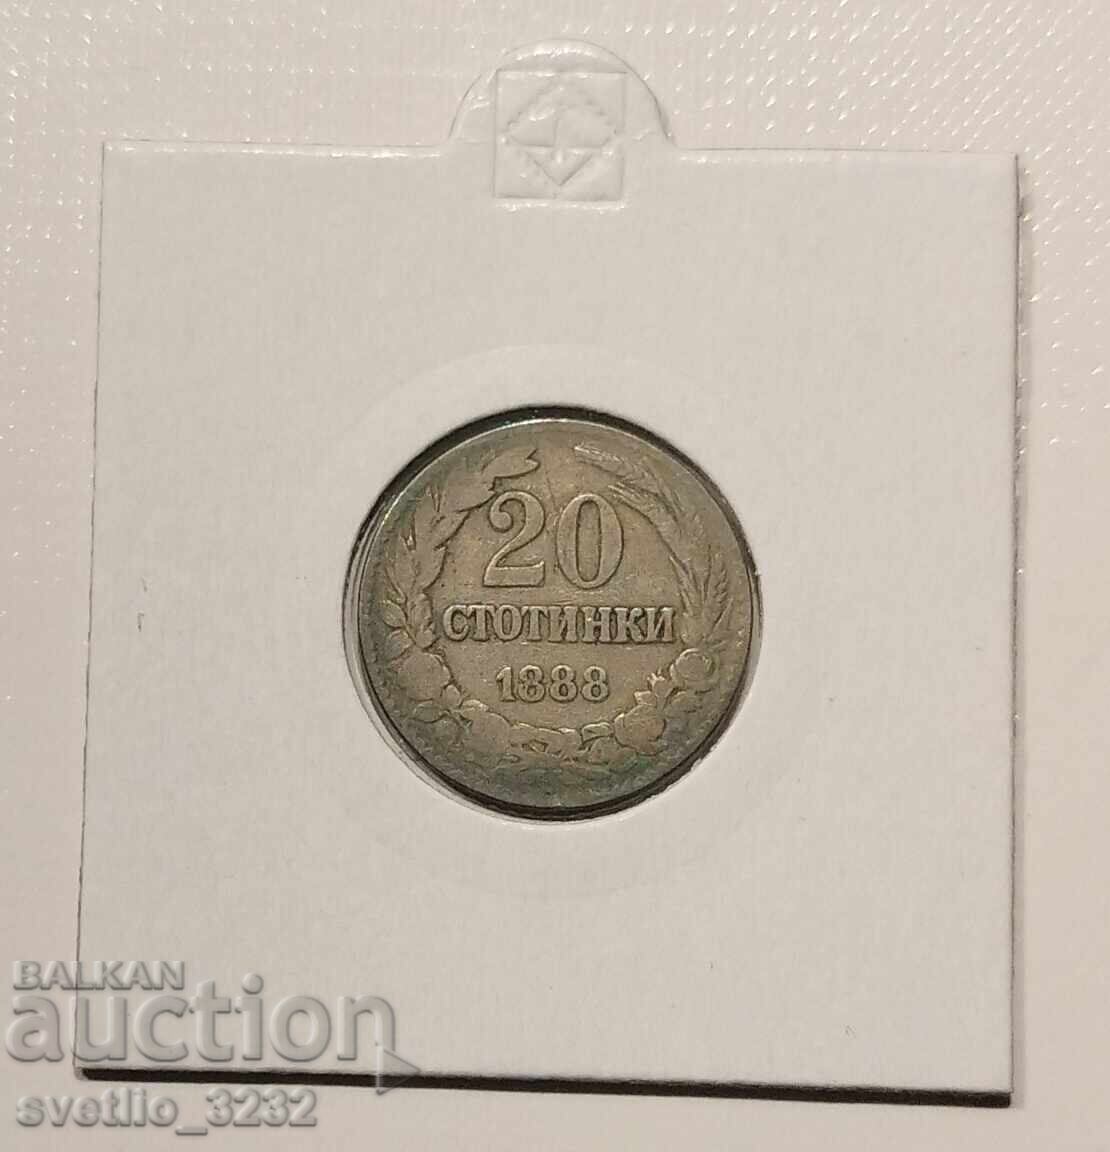 20
СТОТИНКИ
1888
BALKAN
auction
svetlio_3232